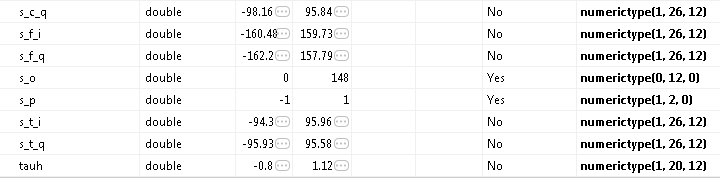 s_c_q double -98.16 95.84 No numerictype(1, 26, 12)
s_f_i double -160.48 159.73 No numerictype(1, 26, 12)
s_f_q double -162.2 157.79 No numerictype(1, 26, 12)
s_o double 0 148 Yes numerictype(0, 12, 0)
s_p double -1 1 Yes numerictype(1, 2, 0)
s_t_i double -94.3 95.96 No numerictype(1, 26, 12)
s_t_q double -95.93 95.58 No numerictype(1, 26, 12)
tauh double -0.8 1.12 No numerictype(1, 20, 12)